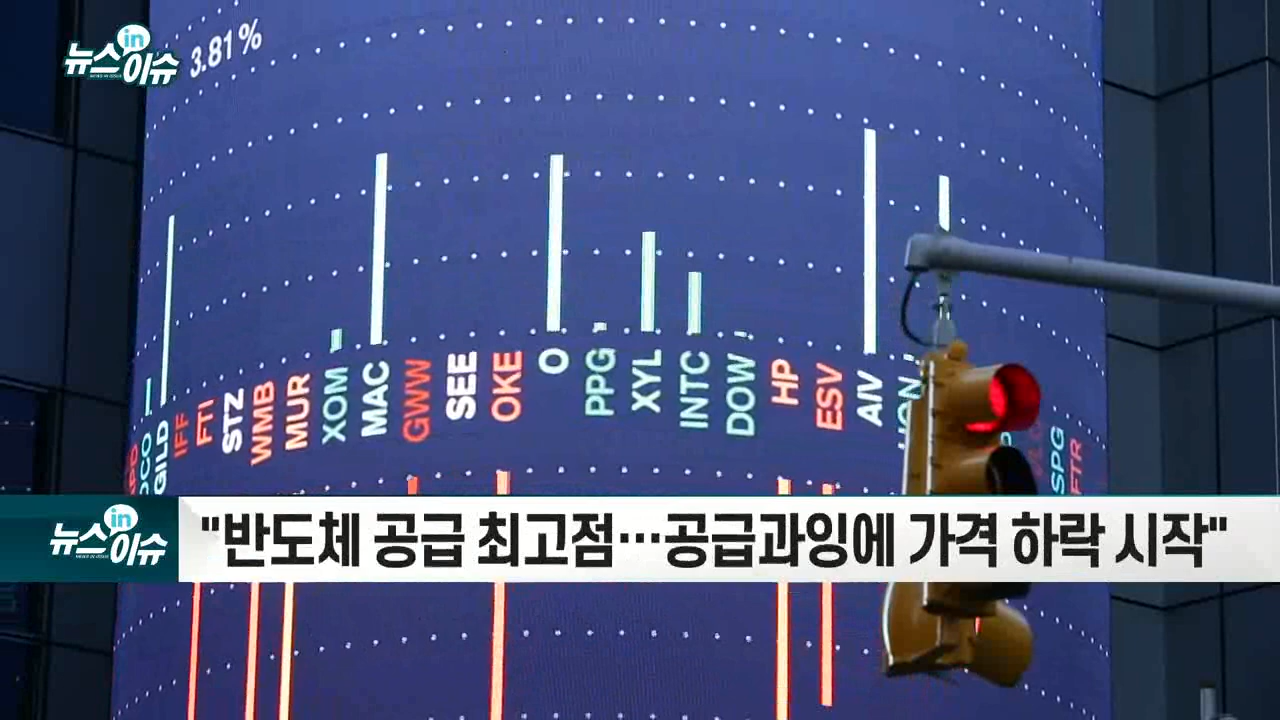 뉴스in이슈
3.81%
GILD
IFF
FTI
STZ
WMB
MUR
XOM
MAC
GWW
SEE
OKE
O
PPG
XYL
INTC
DOW
HP
ESV
AIV
SPG
FTR
뉴스in이슈
"반도체 공급 최고점…공급과잉에 가격 하락 시작"